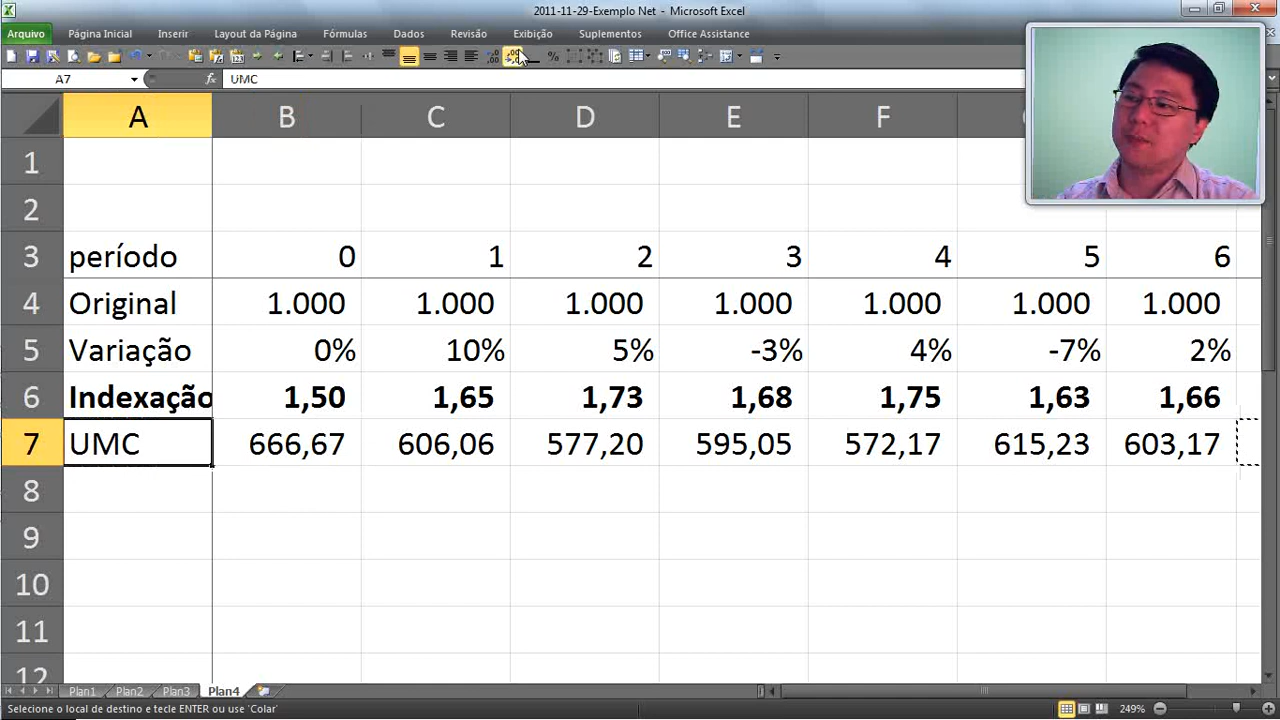 2011-11-29-Exemplo Net - Microsoft Excel
Arquivo Página Inicial Inserir Layout da Página Fórmulas Dados Revisão Exibição Suplementos Office Assistance
A7 fx UMC
A B C D E F
1
2
3 período 0 1 2 3 4 5 6
4 Original 1.000 1.000 1.000 1.000 1.000 1.000 1.000
5 Variação 0% 10% 5% -3% 4% -7% 2%
6 Indexação 1,50 1,65 1,73 1,68 1,75 1,63 1,66
7 UMC 666,67 606,06 577,20 595,05 572,17 615,23 603,17
8
9
10
11
12
Plan1 Plan2 Plan3 Plan4
Selecione o local de destino e tecle ENTER ou use 'Colar' 249%